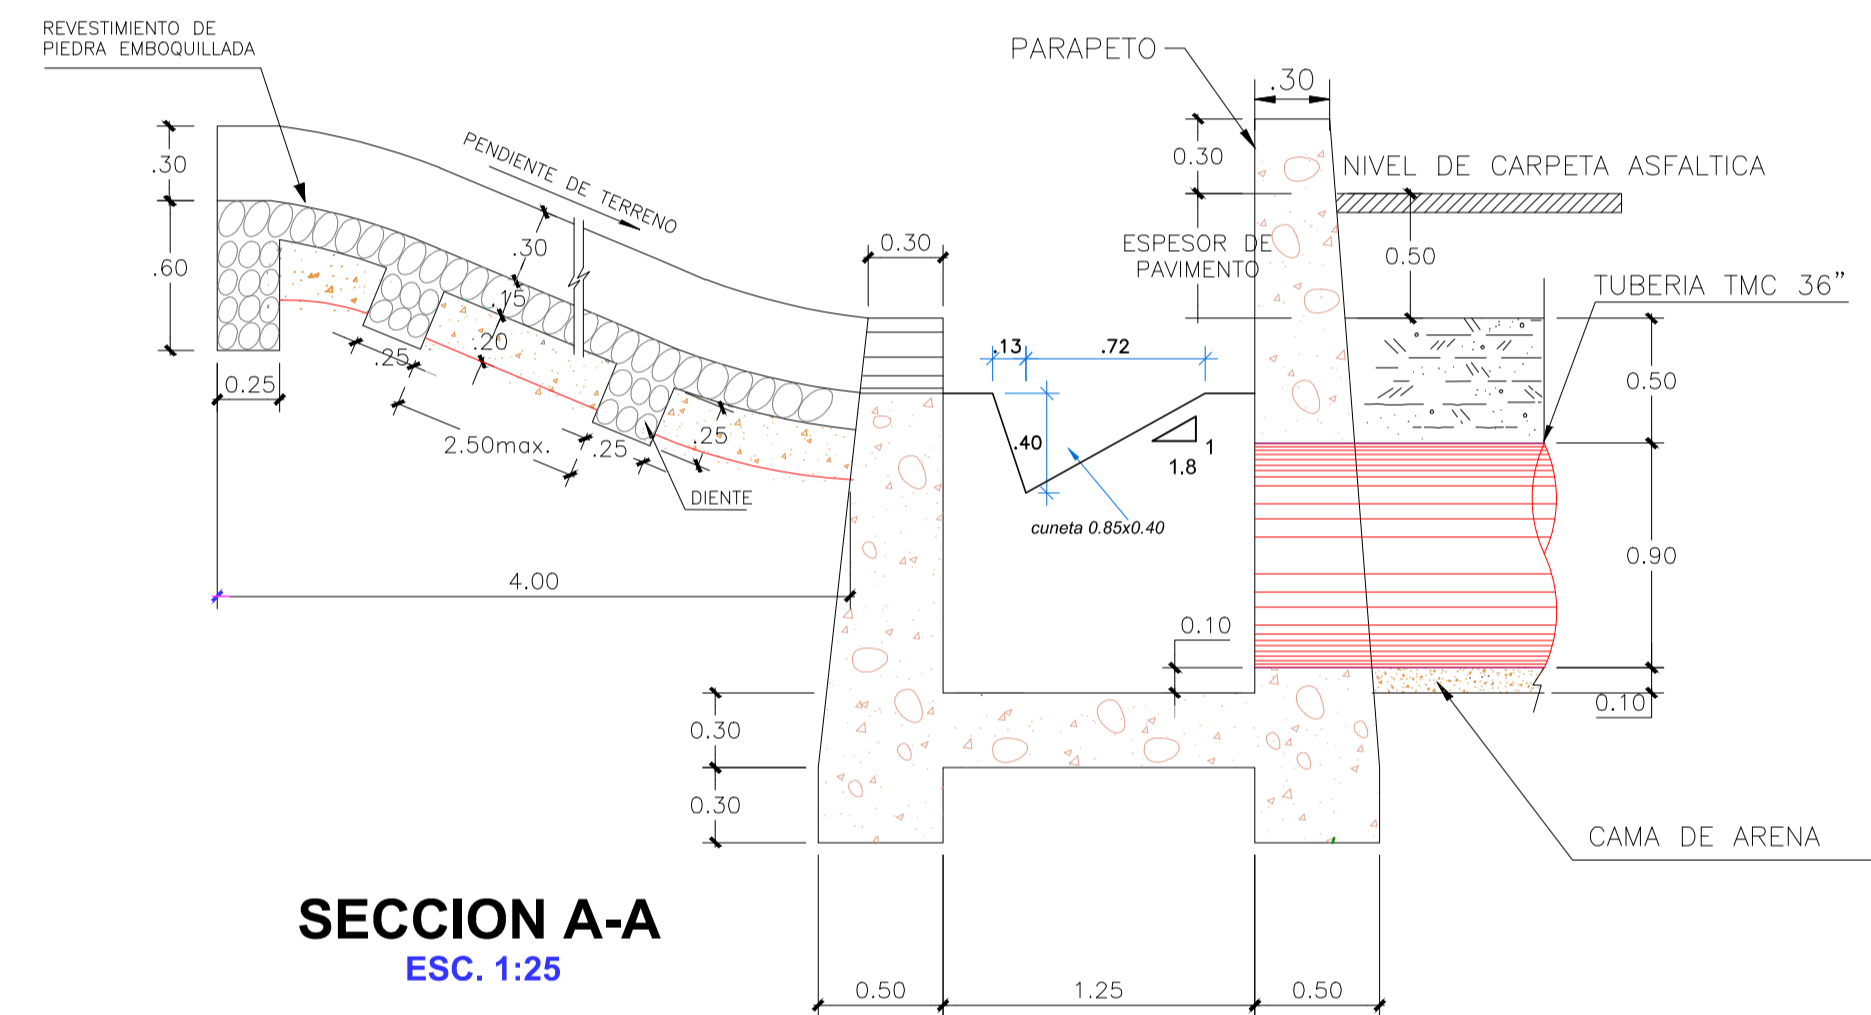 REVESTIMIENTO DE
PIEDRA EMBOQUILLADA
PARAPETO
.30
.30
0.30
NIVEL DE CARPETA ASFALTICA
PENDIENTE DE TERRENO
.60
.30
0.30
ESPESOR DE
PAVIMENTO
0.50
TUBERIA TMC 36”
.15
.20
.25
.13
.72
0.25
0.50
2.50max.
.25
.25
.40
1
1.8
DIENTE
cuneta 0.85x0.40
4.00
0.90
0.10
0.10
0.30
0.30
CAMA DE ARENA
SECCION A-A
ESC. 1:25
0.50
1.25
0.50